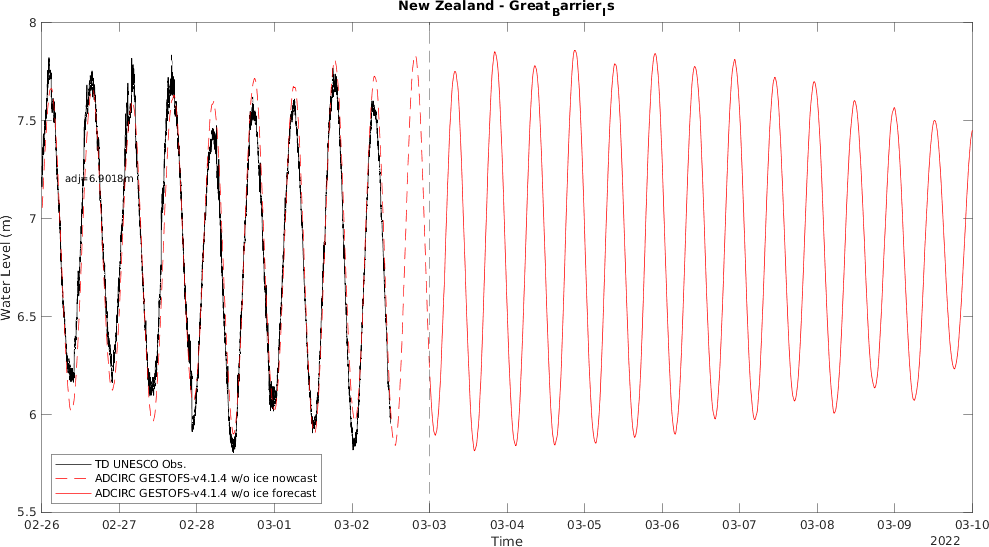 New Zealand - Great_Barrier_Is
8
7.5
7
6.5
6
5.5
Water Level (m)
adj=6.9018m
TD UNESCO Obs.
ADCIRC GESTOFS-v4.1.4 w/o ice nowcast
ADCIRC GESTOFS-v4.1.4 w/o ice forecast
02-26 02-27 02-28 03-01 03-02 03-03 03-04 03-05 03-06 03-07 03-08 03-09 03-10
Time
2022